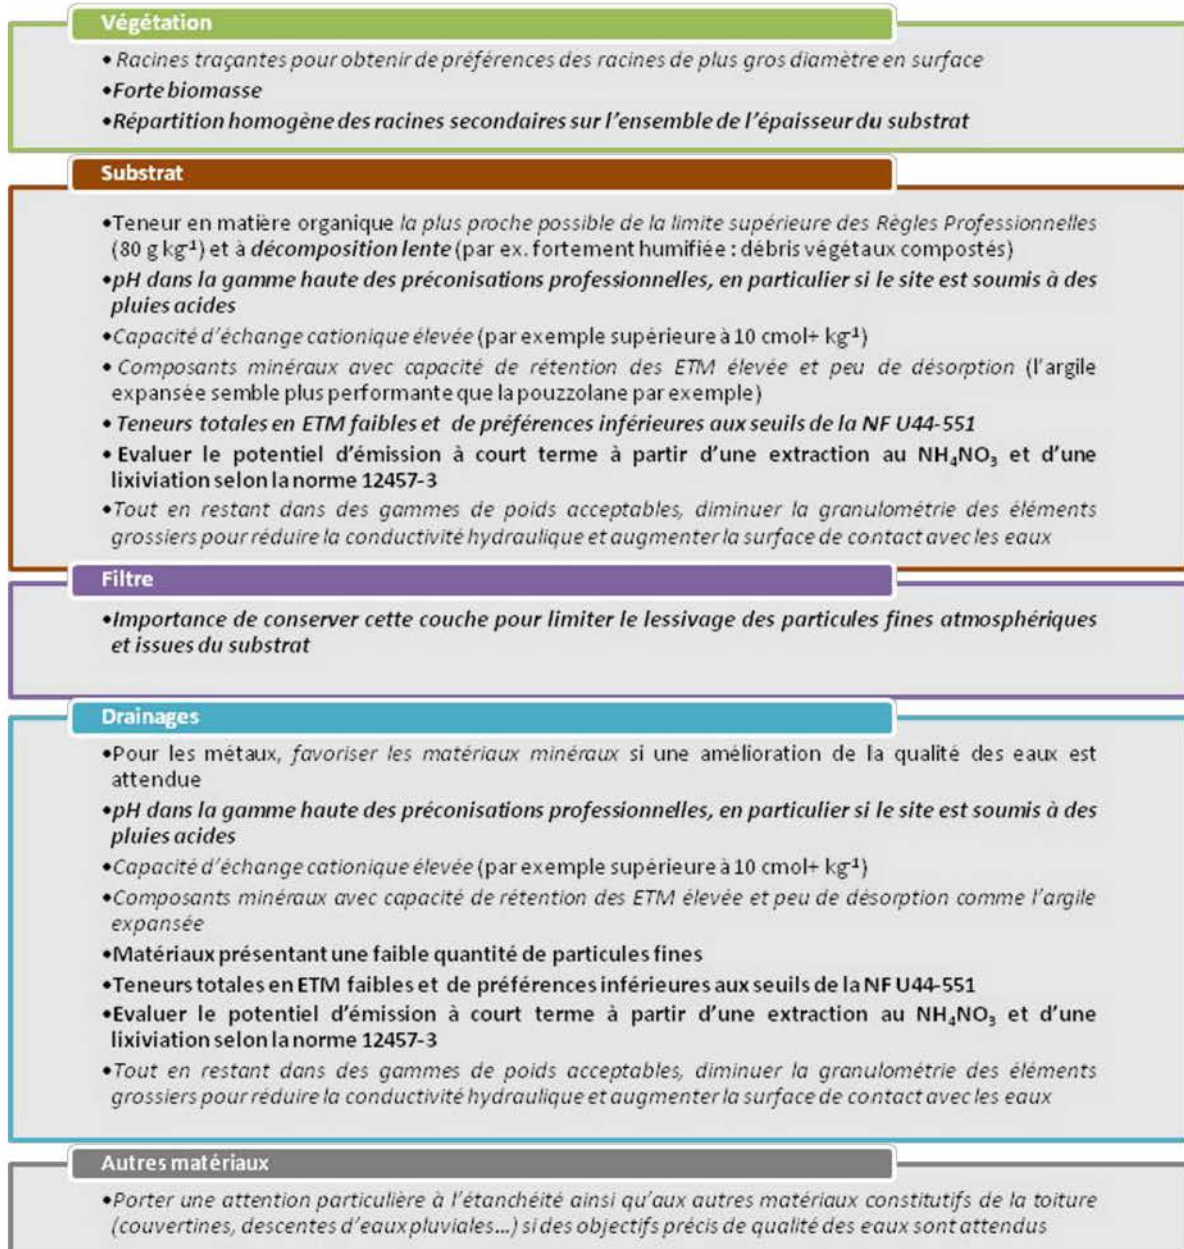 Végétation
• Racines traçantes pour obtenir de préférences des racines de plus gros diamètre en surface
•Forte biomasse
•Répartition homogène des racines secondaires sur l'ensemble de l'épaisseur du substrat
Substrat
•Teneur en matière organique la plus proche possible de la limite supérieure des Règles Professionnelles
(80 g kg⁻¹) et à décomposition lente (par ex. fortement humifiée : débris végétaux compostés)
•pH dans la gamme haute des préconisations professionnelles, en particulier si le site est soumis à des
pluies acides
•Capacité d'échange cationique élevée (par exemple supérieure à 10 cmol+ kg⁻¹)
• Composants minéraux avec capacité de rétention des ETM élevée et peu de désorption (l'argile
expansée semble plus performante que la pouzzolane par exemple)
• Teneurs totales en ETM faibles et de préférences inférieures aux seuils de la NF U44-551
• Evaluer le potentiel d'émission à court terme à partir d'une extraction au NH₄NO₃ et d'une
lixiviation selon la norme 12457-3
•Tout en restant dans des gammes de poids acceptables, diminuer la granulométrie des éléments
grossiers pour réduire la conductivité hydraulique et augmenter la surface de contact avec les eaux
Filtre
•Importance de conserver cette couche pour limiter le lessivage des particules fines atmosphériques
et issues du substrat
Drainages
•Pour les métaux, favoriser les matériaux minéraux si une amélioration de la qualité des eaux est
attendue
•pH dans la gamme haute des préconisations professionnelles, en particulier si le site est soumis à des
pluies acides
•Capacité d'échange cationique élevée (par exemple supérieure à 10 cmol+ kg⁻¹)
•Composants minéraux avec capacité de rétention des ETM élevée et peu de désorption comme l'argile
expansée
•Matériaux présentant une faible quantité de particules fines
•Teneurs totales en ETM faibles et de préférences inférieures aux seuils de la NF U44-551
•Evaluer le potentiel d'émission à court terme à partir d'une extraction au NH₄NO₃ et d'une
lixiviation selon la norme 12457-3
•Tout en restant dans des gammes de poids acceptables, diminuer la granulométrie des éléments
grossiers pour réduire la conductivité hydraulique et augmenter la surface de contact avec les eaux
Autres matériaux
•Porter une attention particulière à l'étanchéité ainsi qu'aux autres matériaux constitutifs de la toiture
(couvertines, descentes d'eaux pluviales...) si des objectifs précis de qualité des eaux sont attendus